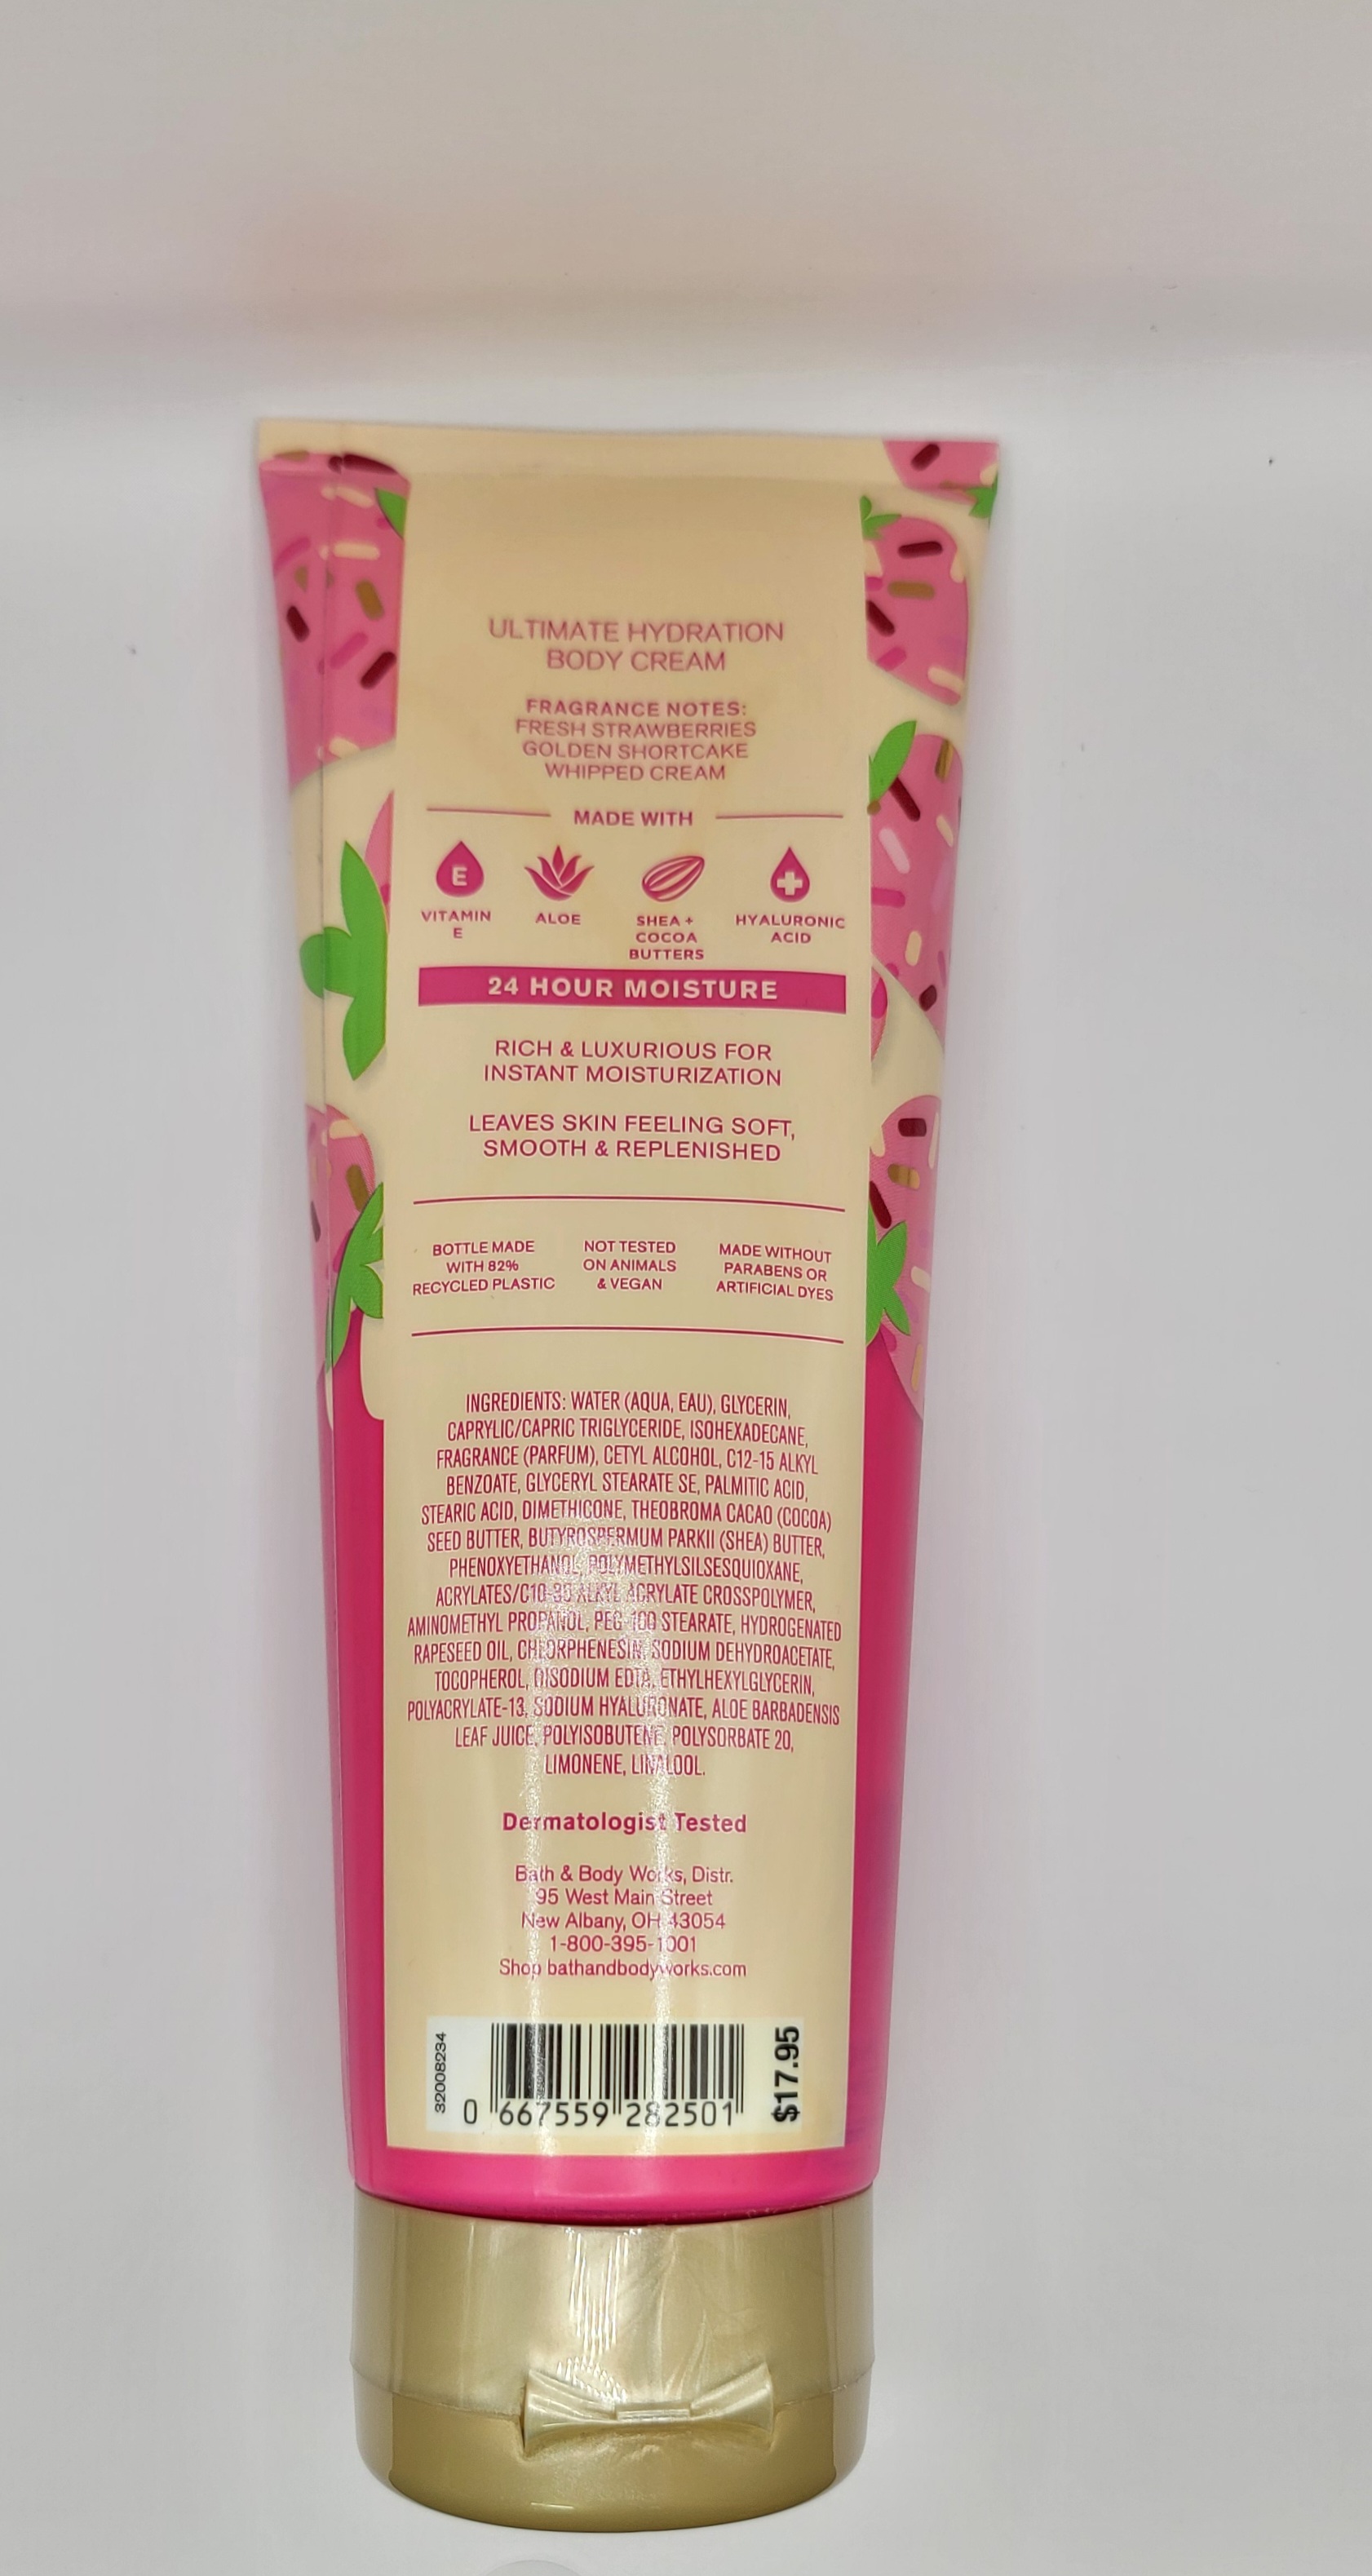 ULTIMATE HYDRATION
BODY CREAM
FRAGRANCE NOTES:
FRESH STRAWBERRIES
GOLDEN SHORTCAKE
WHIPPED CREAM
MADE WITH
E
VITAMIN
E
ALOE
SHEA +
COCOA
BUTTERS
HYALURONIC
ACID
24 HOUR MOISTURE
RICH & LUXURIOUS FOR
INSTANT MOISTURIZATION
LEAVES SKIN FEELING SOFT,
SMOOTH & REPLENISHED
BOTTLE MADE
WITH 82%
RECYCLED PLASTIC
NOT TESTED
ON ANIMALS
& VEGAN
MADE WITHOUT
PARABENS OR
ARTIFICIAL DYES
INGREDIENTS: WATER (AQUA, EAU), GLYCERIN,
CAPRYLIC/CAPRIC TRIGLYCERIDE, ISOHEXADECANE,
FRAGRANCE (PARFUM), CETYL ALCOHOL, C12-15 ALKYL
BENZOATE, GLYCERYL STEARATE SE, PALMITIC ACID,
STEARIC ACID, DIMETHICONE, THEOBROMA CACAO (COCOA)
SEED BUTTER, BUTYROSPERMUM PARKII (SHEA) BUTTER,
PHENOXYETHANOL, POLYMETHYLSILSESQUIOXANE,
ACRYLATES/C10-30 ALKYL ACRYLATE CROSSPOLYMER,
AMINOMETHYL PROPANOL, PEG-100 STEARATE, HYDROGENATED
RAPESEED OIL, CHLORPHENESIN, SODIUM DEHYDROACETATE,
TOCOPHEROL, DISODIUM EDTA, ETHYLHEXYLGLYCERIN,
POLYACRYLATE-13, SODIUM HYALURONATE, ALOE BARBADENSIS
LEAF JUICE, POLYISOBUTENE, POLYSORBATE 20,
LIMONENE, LINALOOL.
Dermatologist Tested
Bath & Body Works, Distr.
95 West Main Street
New Albany, OH 43054
1-800-395-1001
Shop bathandbodyworks.com
32008234
0 667559 282501
$17.95